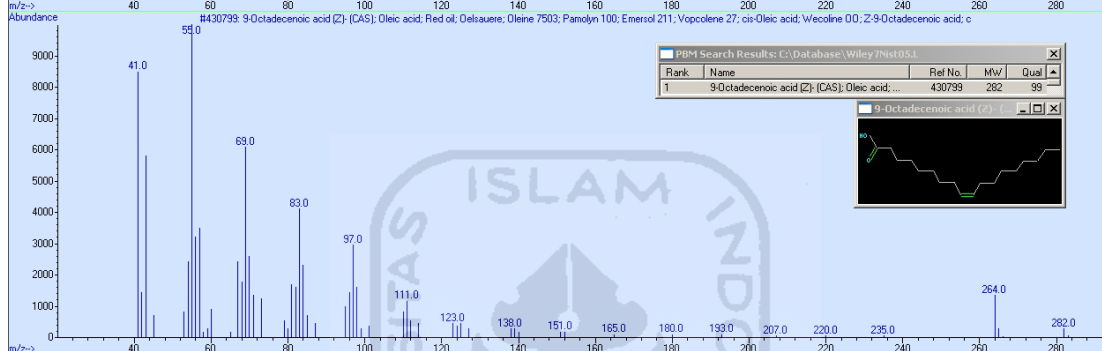 m/z--> 40 60 80 100 120 140 160 180 200 220 240 260 280
Abundance #430799: 9-Octadecenoic acid (Z)- (CAS); Oleic acid; Red oil; Oelsauere; Oleine 7503; Pamolyn 100; Emersol 211; Vopcolene 27; cis-Oleic acid; Wecoline OO; Z-9-Octadecenoic acid; c
55.0
9000
41.0
8000
7000
69.0
6000
5000
83.0
4000
97.0
3000
2000
111.0 264.0
1000
123.0 138.0 151.0 165.0 180.0 193.0 207.0 220.0 235.0 282.0
0
m/z--> 40 60 80 100 120 140 160 180 200 220 240 260 280
PBM Search Results: C:\Database\Wiley7Nist05.L
Rank Name Ref No. MW Qual
1 9-Octadecenoic acid (Z)- (CAS); Oleic acid; ... 430799 282 99
9-Octadecenoic acid (Z)- (...
HO
O
ISLAM